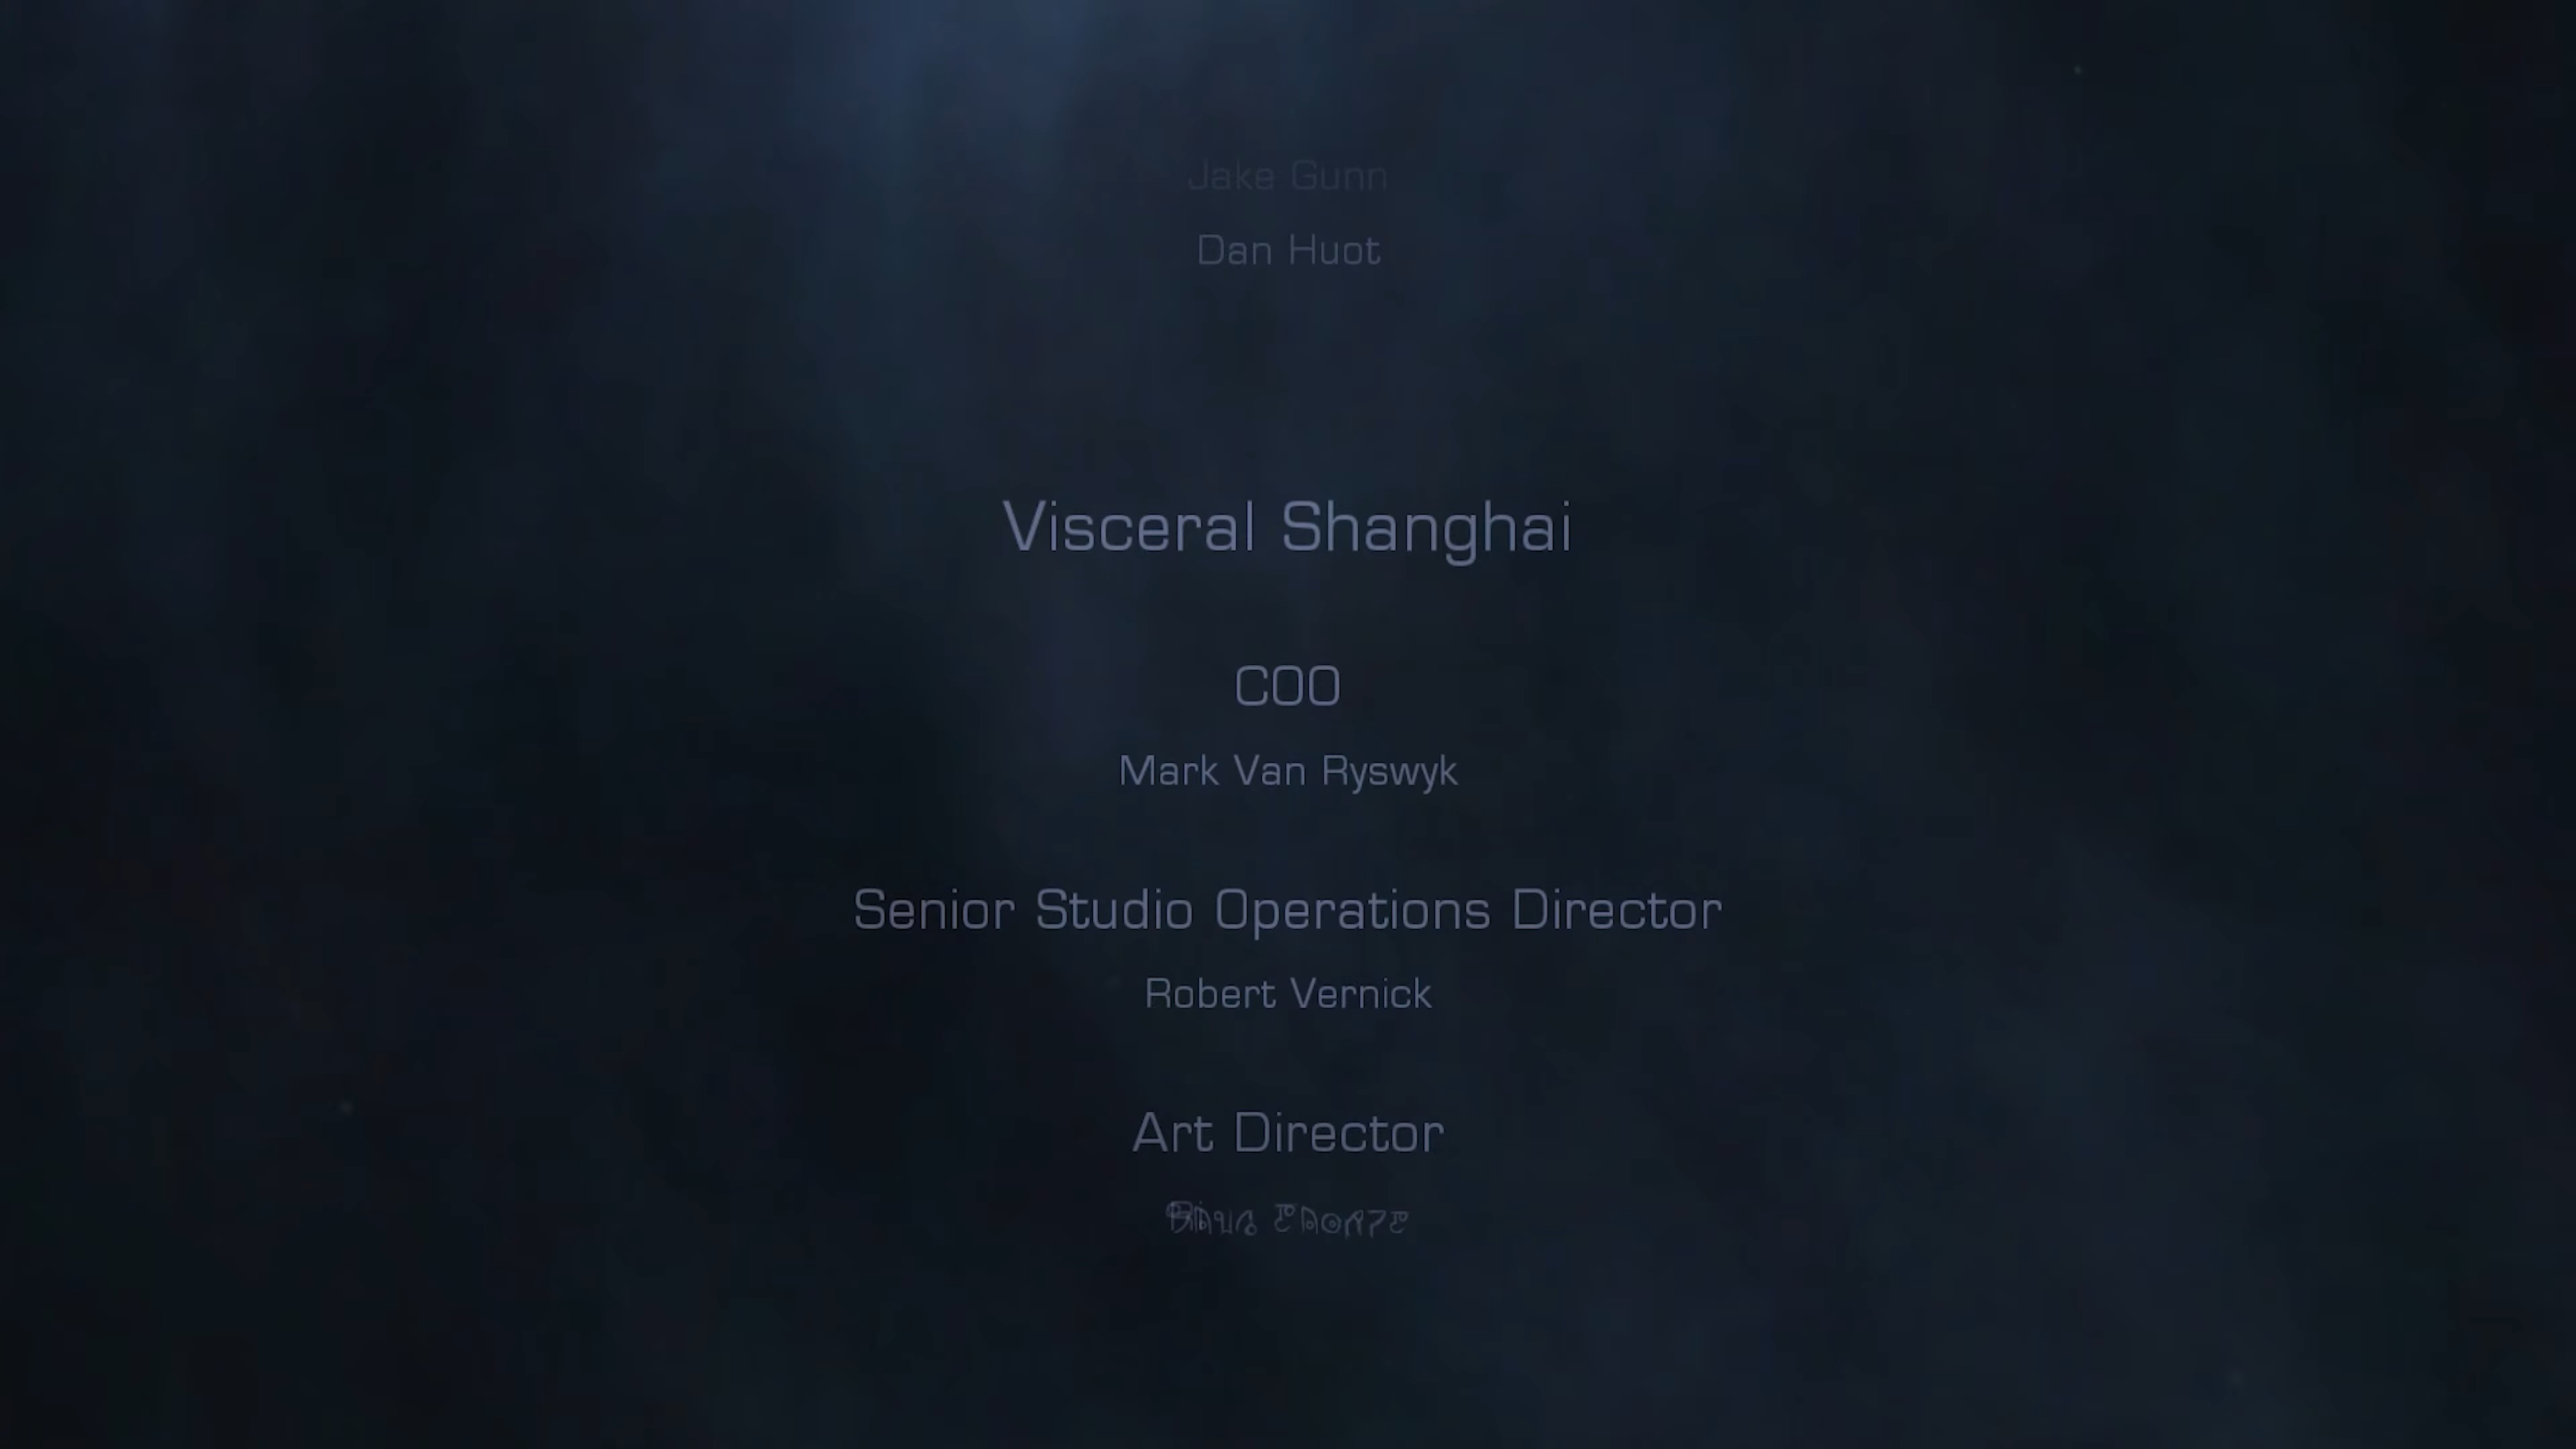 Jake Gunn
Dan Huot
Visceral Shanghai
COO
Mark Van Ryswyk
Senior Studio Operations Director
Robert Vernick
Art Director